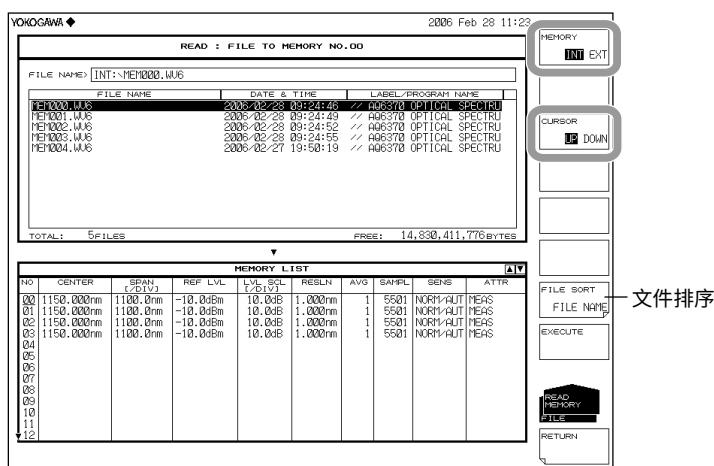 YOKOGAWA ◆ 2006 Feb 28 11:23
READ : FILE TO MEMORY NO.00
FILE NAME> INT:\MEM000.WU6
FILE NAME DATE & TIME LABEL/PROGRAM NAME
MEM000.WU6 2006/02/28 09:24:46 // AQ6370 OPTICAL SPECTRU
MEM001.WU6 2006/02/28 09:24:49 // AQ6370 OPTICAL SPECTRU
MEM002.WU6 2006/02/28 09:24:52 // AQ6370 OPTICAL SPECTRU
MEM003.WU6 2006/02/28 09:24:55 // AQ6370 OPTICAL SPECTRU
MEM004.WU6 2006/02/27 19:50:19 // AQ6370 OPTICAL SPECTRU
TOTAL: 5FILES FREE: 14,830,411,776BYTES
▼
MEMORY LIST ▲▼
NO CENTER SPAN [/DIV] REF LVL LVL SCL [/DIV] RESLN AVG SAMPL SENS ATTR
00 1150.000nm 1100.0nm -10.0dBm 10.0dB 1.000nm 1 5501 NORM/AUT MEAS
01 1150.000nm 1100.0nm -10.0dBm 10.0dB 1.000nm 1 5501 NORM/AUT MEAS
02 1150.000nm 1100.0nm -10.0dBm 10.0dB 1.000nm 1 5501 NORM/AUT MEAS
03 1150.000nm 1100.0nm -10.0dBm 10.0dB 1.000nm 1 5501 NORM/AUT MEAS
04
05
06
07
08
09
10
11
▼12
MEMORY
INT EXT
CURSOR
UP DOWN
FILE SORT
FILE NAME
文件排序
EXECUTE
READ
MEMORY
FILE
RETURN